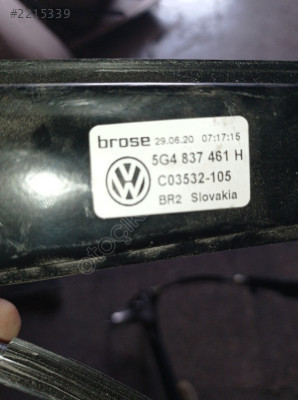 #2215339
brose 29.06.20 07:17:15
5G4 837 461 H
C03532-105
BR2 Slovakia